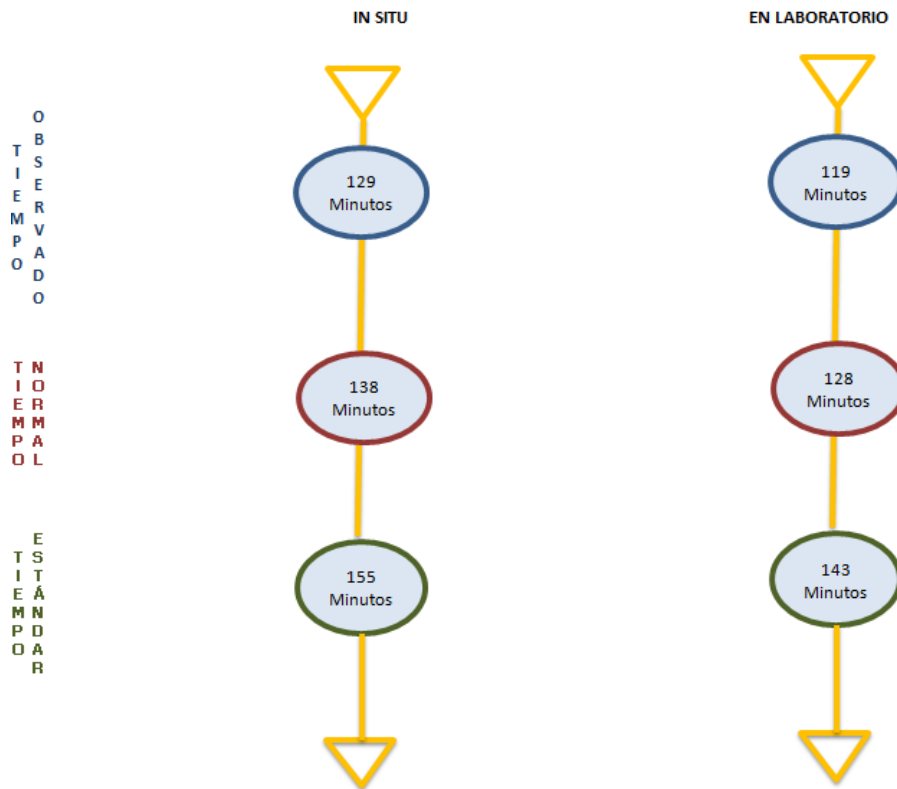 IN SITU
EN LABORATORIO
TIEMPO
OBSERVADO
129
Minutos
119
Minutos
TIEMPO
NORMAL
138
Minutos
128
Minutos
TIEMPO
ESTÁNDAR
155
Minutos
143
Minutos